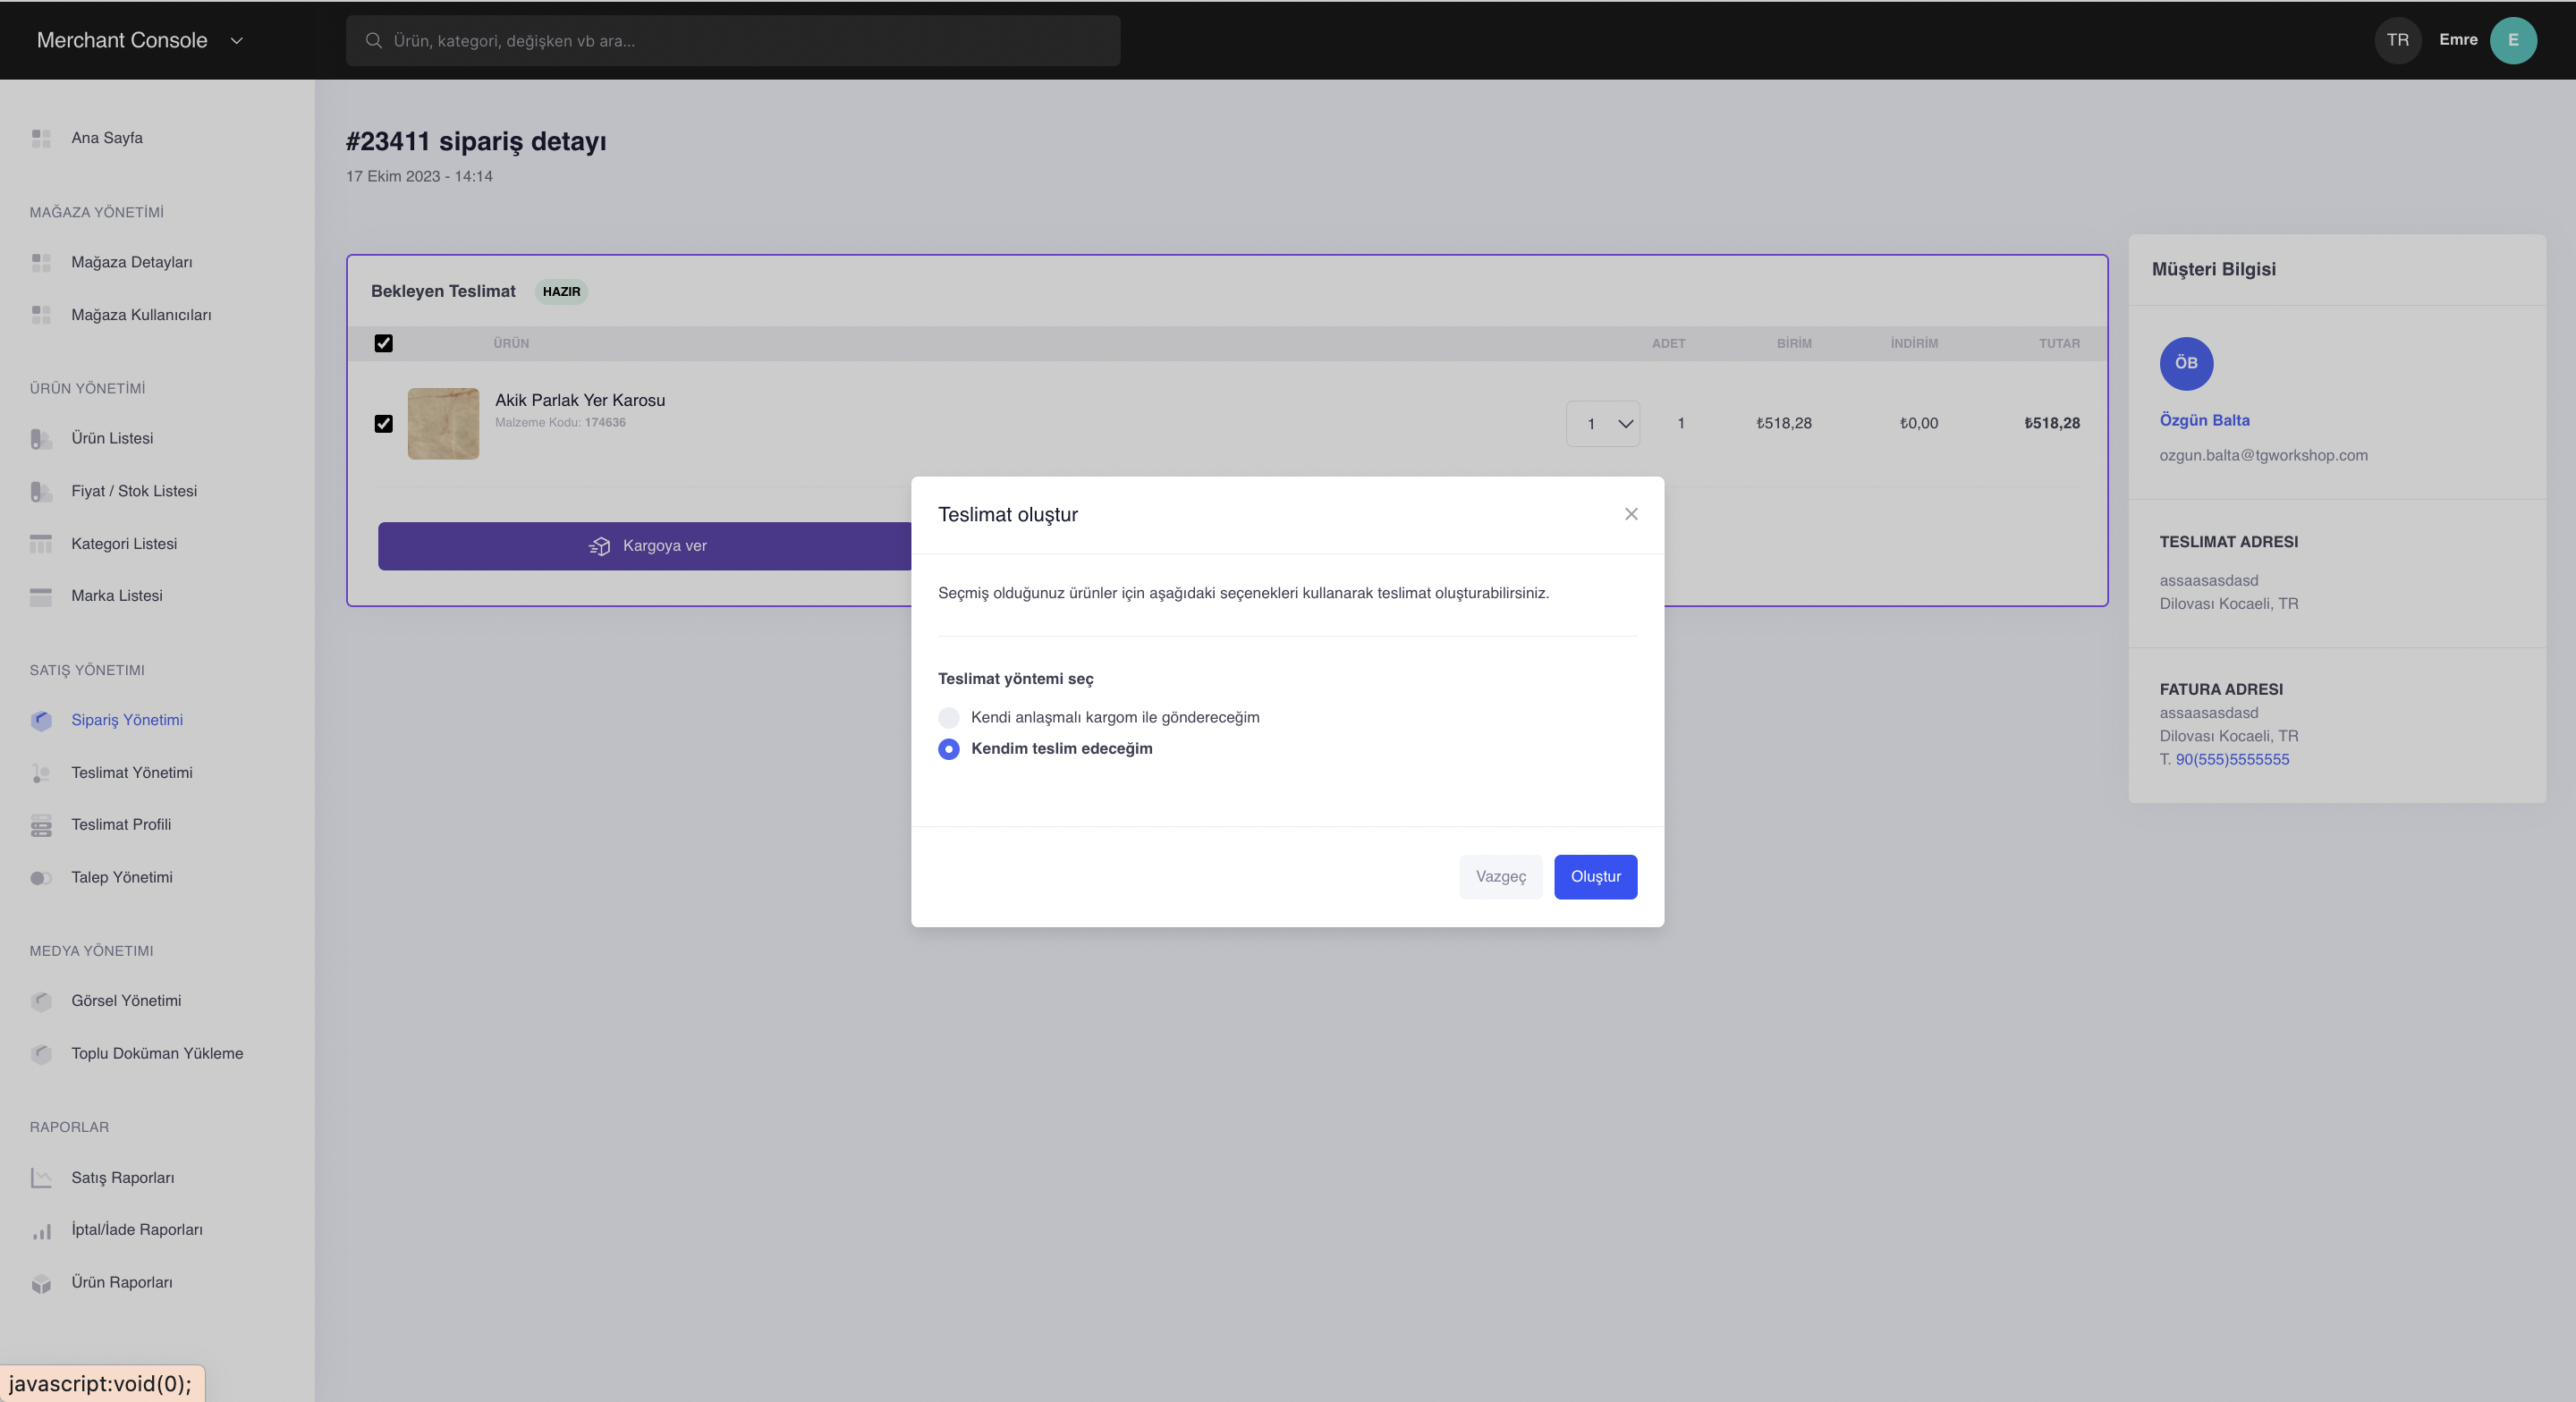 Merchant Console
Ürün, kategori, değişken vb ara...
TR
Emre
E
Ana Sayfa
MAĞAZA YÖNETİMİ
Mağaza Detayları
Mağaza Kullanıcıları
ÜRÜN YÖNETİMİ
Ürün Listesi
Fiyat / Stok Listesi
Kategori Listesi
Marka Listesi
SATIŞ YÖNETIMI
Sipariş Yönetimi
Teslimat Yönetimi
Teslimat Profili
Talep Yönetimi
MEDYA YÖNETIMI
Görsel Yönetimi
Toplu Doküman Yükleme
RAPORLAR
Satış Raporları
İptal/İade Raporları
Ürün Raporları
javascript:void(0);
#23411 sipariş detayı
17 Ekim 2023 - 14:14
Bekleyen Teslimat HAZIR
ÜRÜN ADET BİRİM İNDİRİM TUTAR
Akik Parlak Yer Karosu
Malzeme Kodu: 174636
1 1 ₺518,28 ₺0,00 ₺518,28
Kargoya ver
Teslimat oluştur
Seçmiş olduğunuz ürünler için aşağıdaki seçenekleri kullanarak teslimat oluşturabilirsiniz.
Teslimat yöntemi seç
Kendi anlaşmalı kargom ile göndereceğim
Kendim teslim edeceğim
Vazgeç
Oluştur
Müşteri Bilgisi
ÖB
Özgün Balta
ozgun.balta@tgworkshop.com
TESLIMAT ADRESI
assaasasdasd
Dilovası Kocaeli, TR
FATURA ADRESI
assaasasdasd
Dilovası Kocaeli, TR
T. 90(555)5555555